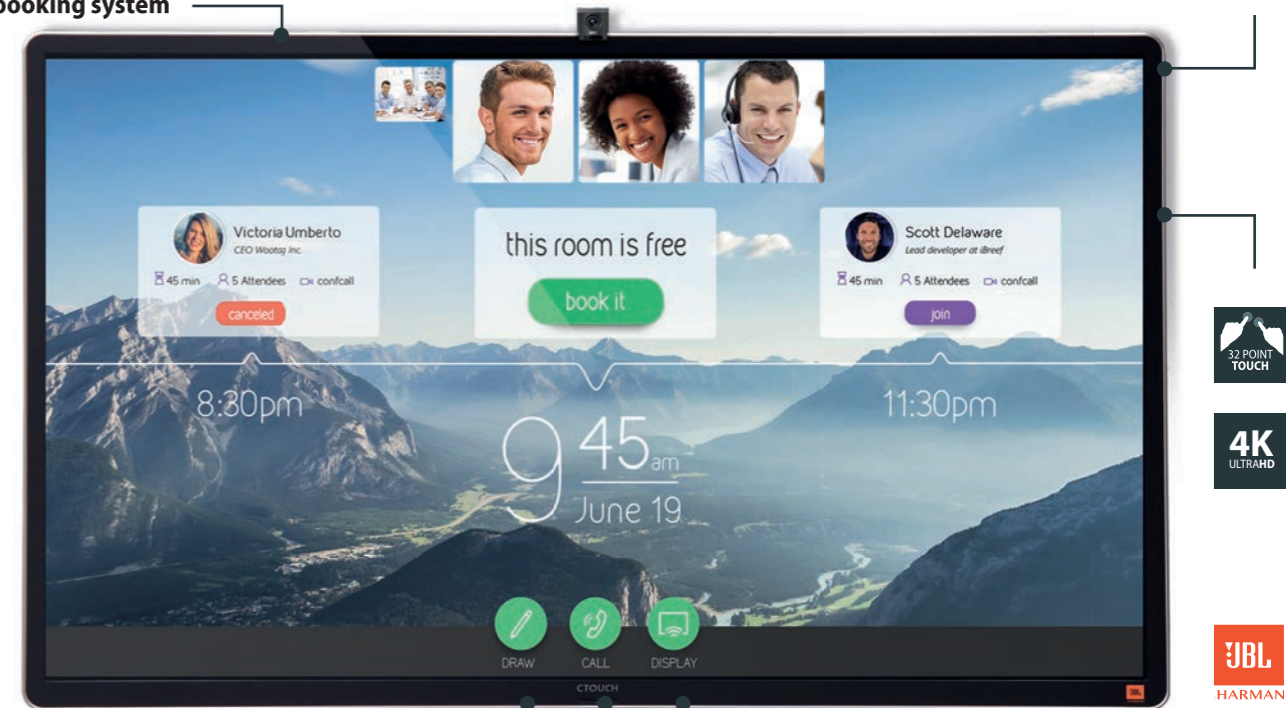 booking system
Victoria Umberto
CEO Wootag Inc.
45 min 5 Attendees confcall
canceled
this room is free
book it
Scott Delaware
Lead developer at iBreef
45 min 5 Attendees confcall
join
8:30pm
9 45 am
June 19
11:30pm
32 POINT
TOUCH
4K
ULTRAHD
DRAW CALL DISPLAY
CTOUCH
JBL
JBL
HARMAN